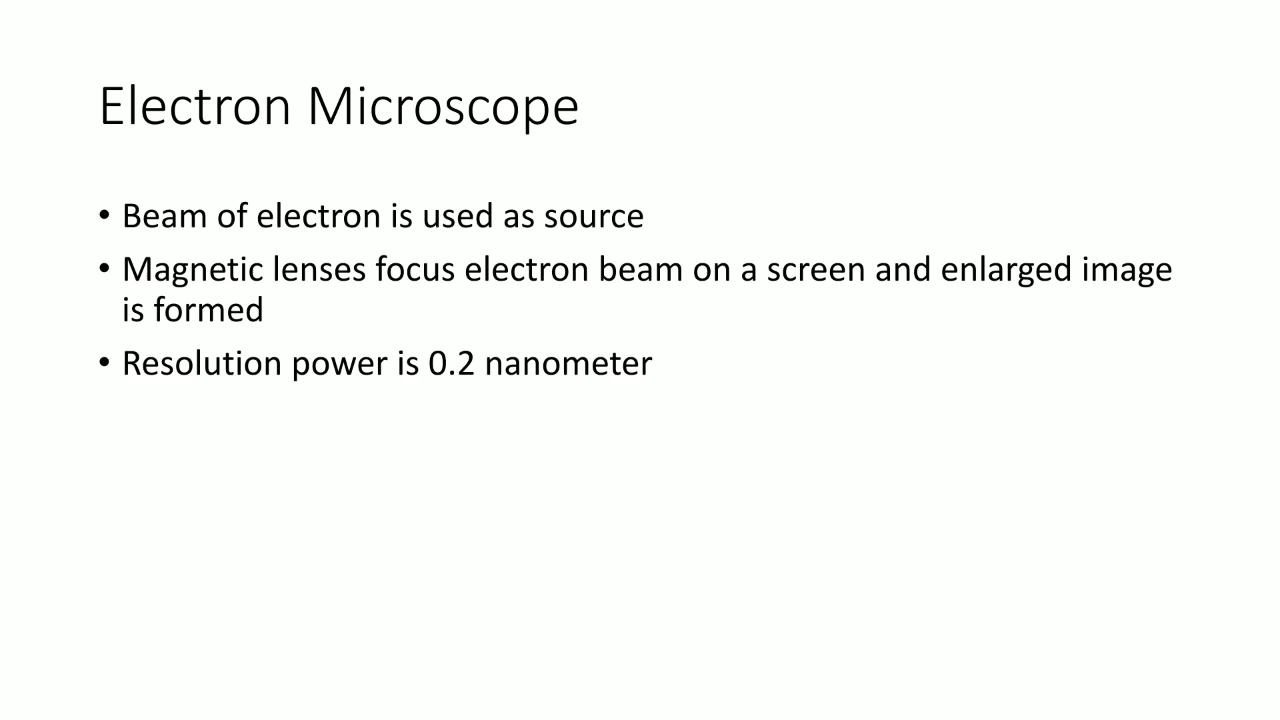 Electron Microscope
• Beam of electron is used as source
• Magnetic lenses focus electron beam on a screen and enlarged image
is formed
• Resolution power is 0.2 nanometer